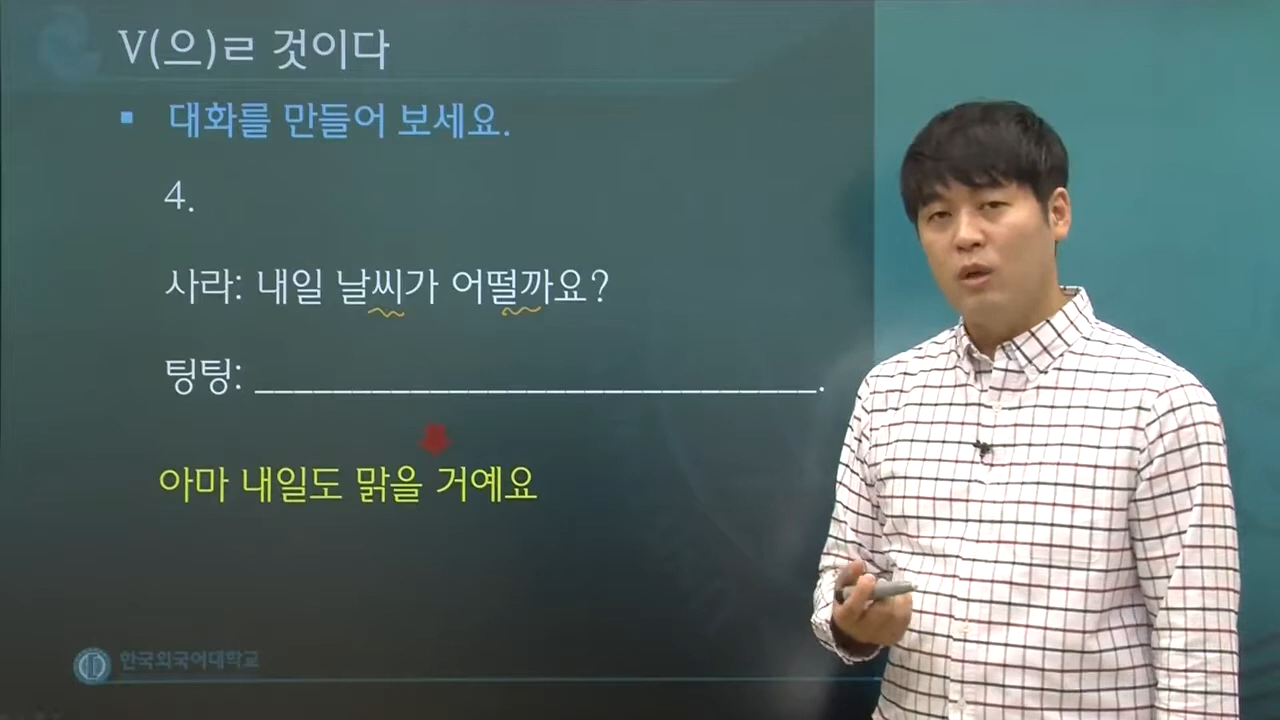 V(으)ㄹ 것이다
▪ 대화를 만들어 보세요.
4.
사라: 내일 날씨가 어떨까요?
팅팅: ______________________________.
아마 내일도 맑을 거예요
한국외국어대학교